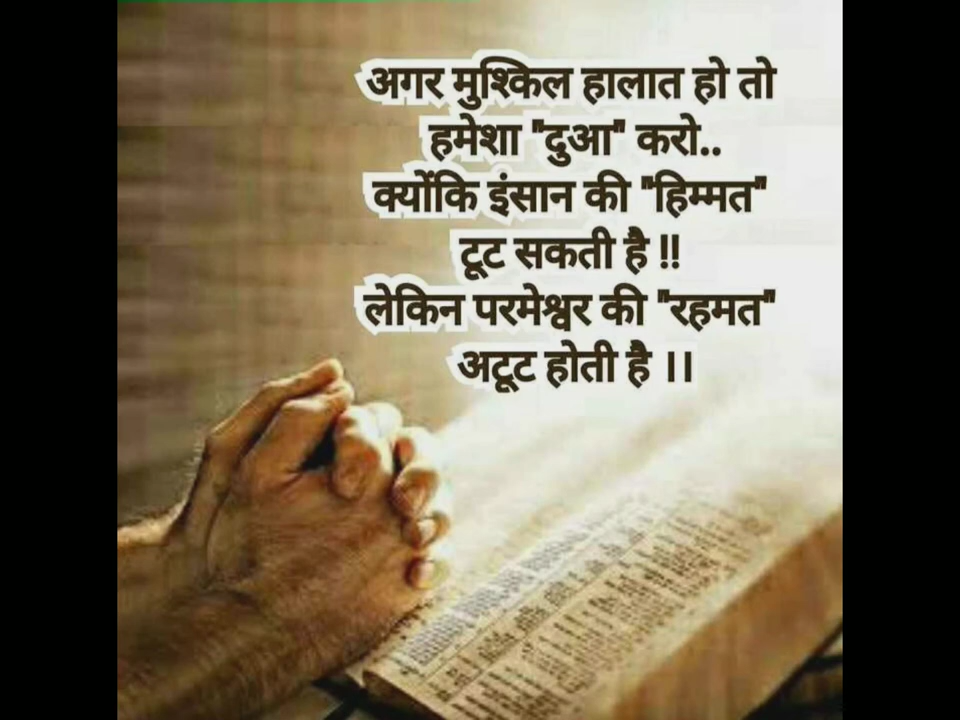 अगर मुश्किल हालात हो तो
हमेशा "दुआ" करो..
क्योंकि इंसान की "हिम्मत"
टूट सकती है !!
लेकिन परमेश्वर की "रहमत"
अटूट होती है ।।